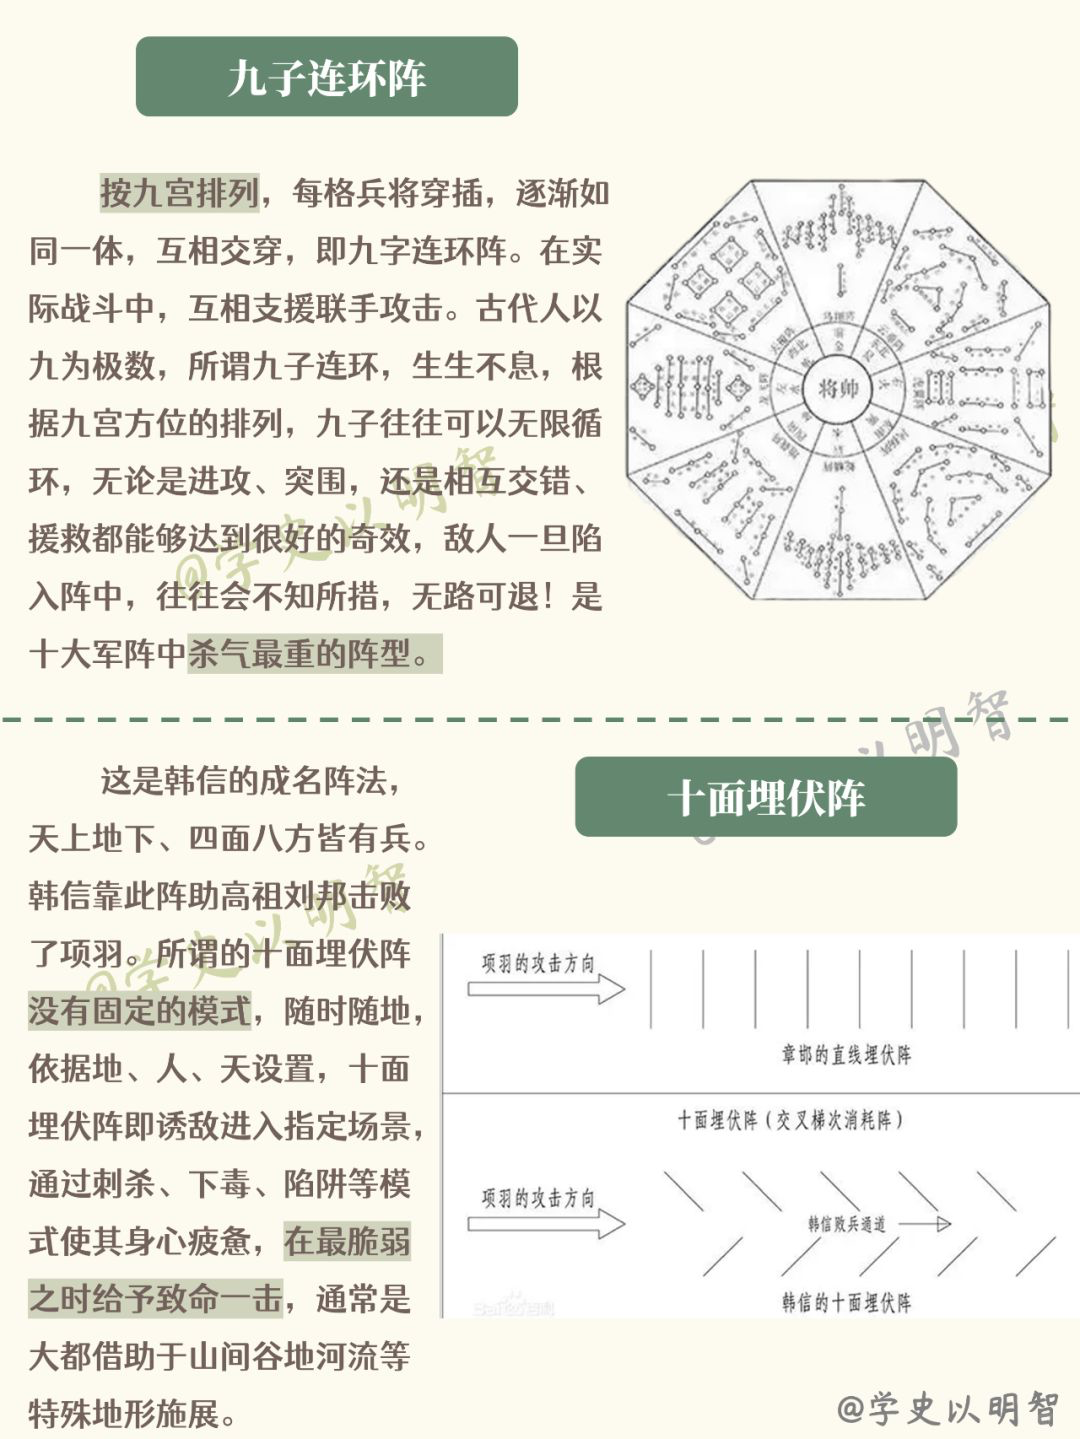 九子连环阵
按九宫排列，每格兵将穿插，逐渐如
同一体，互相交穿，即九字连环阵。在实
际战斗中，互相支援联手攻击。古代人以
九为极数，所谓九子连环，生生不息，根
据九宫方位的排列，九子往往可以无限循
环，无论是进攻、突围，还是相互交错、
援救都能够达到很好的奇效，敌人一旦陷
入阵中，往往会不知所措，无路可退！是
十大军阵中杀气最重的阵型。
将帅
@学史以明智
以明智
十面埋伏阵
这是韩信的成名阵法，
天上地下、四面八方皆有兵。
韩信靠此阵助高祖刘邦击败
了项羽。所谓的十面埋伏阵
没有固定的模式，随时随地，
依据地、人、天设置，十面
埋伏阵即诱敌进入指定场景，
通过刺杀、下毒、陷阱等模
式使其身心疲惫，在最脆弱
之时给予致命一击，通常是
大都借助于山间谷地河流等
特殊地形施展。
@学史以明智
项羽的攻击方向
章邯的直线埋伏阵
十面埋伏阵（交叉梯次消耗阵）
项羽的攻击方向
韩信败兵通道
韩信的十面埋伏阵
Baidu百科
@学史以明智